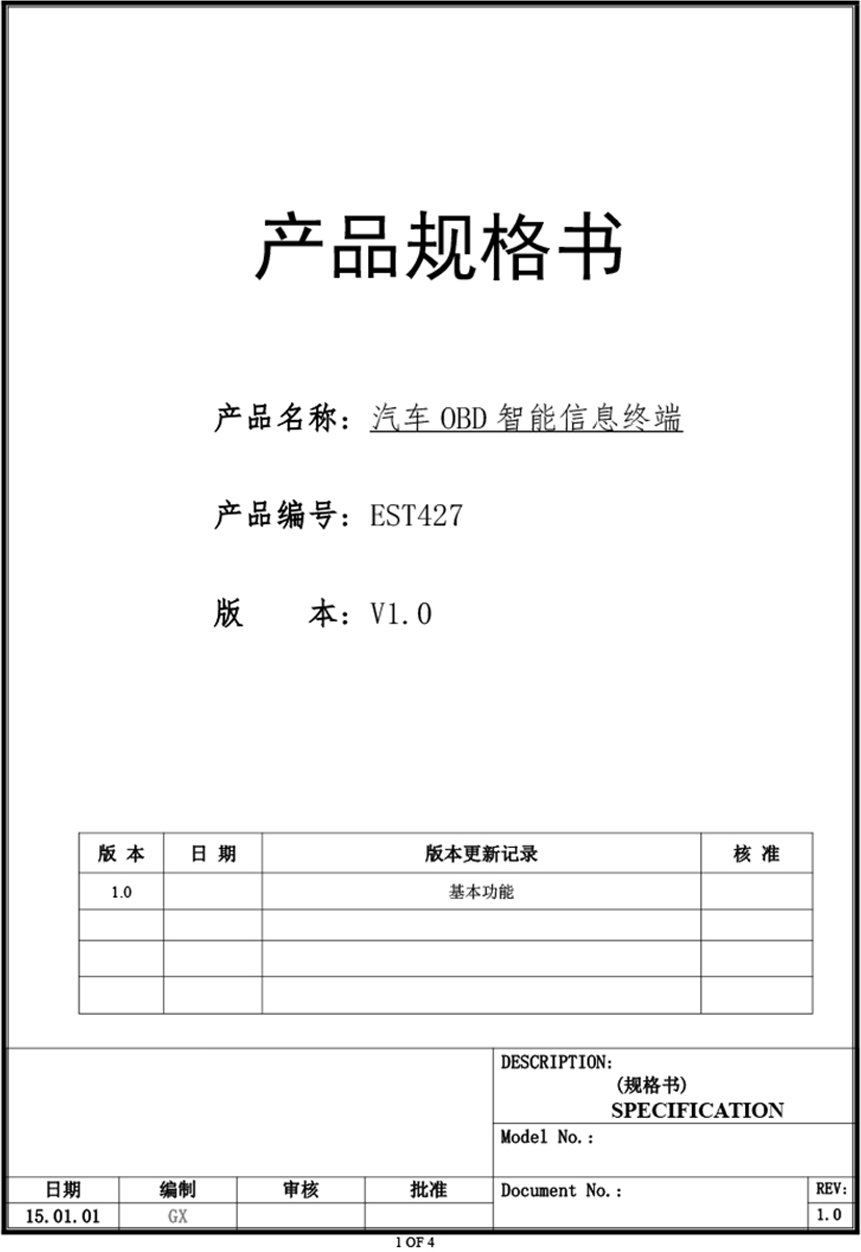 产品规格书
产品名称：汽车 OBD 智能信息终端
产品编号：EST427
版 本：V1.0
版 本 日 期 版本更新记录 核 准
1.0 基本功能
DESCRIPTION:
(规格书)
SPECIFICATION
Model No.:
日期 编制 审核 批准 Document No.: REV:
15.01.01 GX 1.0
1 OF 4